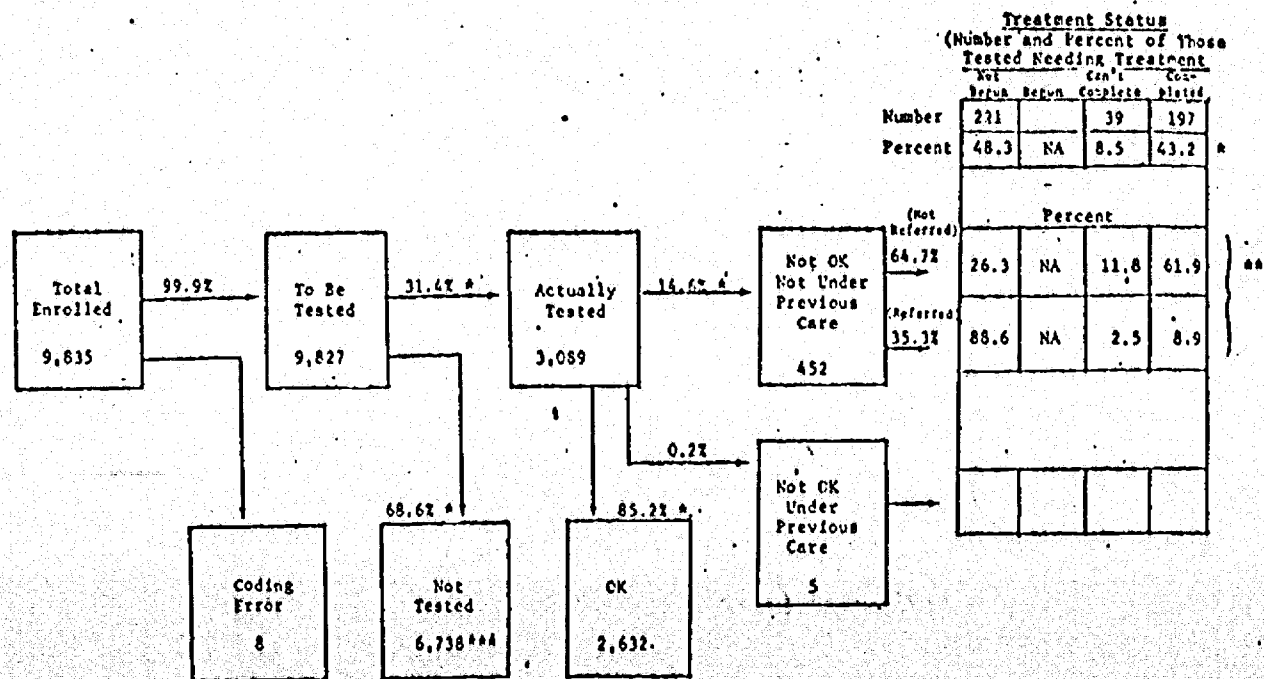 Treatment Status
(Number and Percent of Those
Tested Needing Treatment
Not Begun Begun Can't Complete Com-pleted
Number 221 39 197
Percent 48.3 NA 8.5 43.2 *
Percent
(Not Referred)
64.7% 26.3 NA 11.8 61.9 **
(Referred)
35.3% 88.6 NA 2.5 8.9
Total
Enrolled
9,835
99.9%
To Be
Tested
9,827
31.4% *
Actually
Tested
3,089
14.6% *
Not OK
Not Under
Previous
Care
452
0.2%
Not OK
Under
Previous
Care
5
Coding
Error
8
68.6% *
Not
Tested
6,738***
85.2% *
OK
2,632